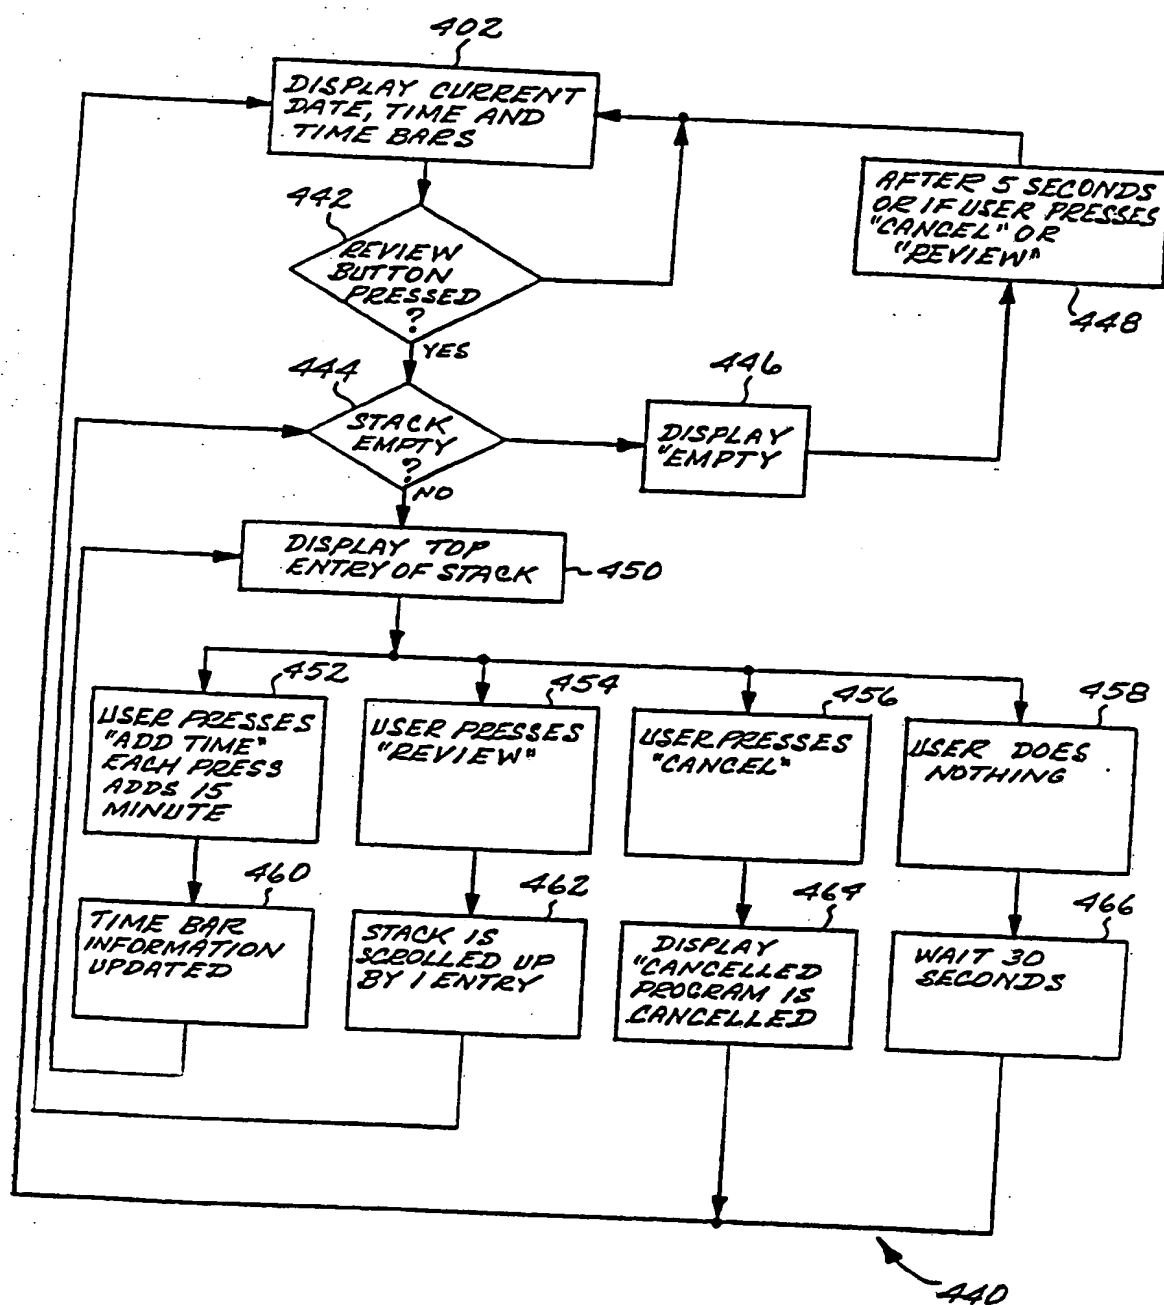 402
DISPLAY CURRENT
DATE, TIME AND
TIME BARS
442
REVIEW
BUTTON
PRESSED
?
YES
AFTER 5 SECONDS
OR IF USER PRESSES
"CANCEL" OR
"REVIEW"
448
444
STACK
EMPTY
?
NO
446
DISPLAY
"EMPTY
DISPLAY TOP
ENTRY OF STACK
450
452
USER PRESSES
"ADD TIME"
EACH PRESS
ADDS 15
MINUTE
454
USER PRESSES
"REVIEW"
456
USER PRESSES
"CANCEL"
458
USER DOES
NOTHING
460
TIME BAR
INFORMATION
UPDATED
462
STACK IS
SCROLLED UP
BY 1 ENTRY
464
DISPLAY
"CANCELLED
PROGRAM IS
CANCELLED
466
WAIT 30
SECONDS
440